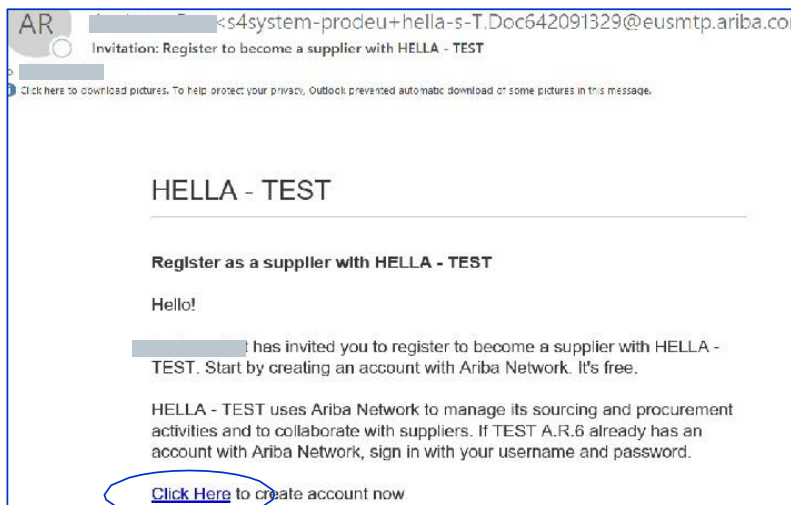 AR
<s4system-prodeu+hella-s-T.Doc642091329@eusmtp.ariba.com
Invitation: Register to become a supplier with HELLA - TEST
Click here to download pictures. To help protect your privacy, Outlook prevented automatic download of some pictures in this message.
HELLA - TEST
Register as a supplier with HELLA - TEST
Hello!
has invited you to register to become a supplier with HELLA -
TEST. Start by creating an account with Ariba Network. It's free.
HELLA - TEST uses Ariba Network to manage its sourcing and procurement
activities and to collaborate with suppliers. If TEST A.R.6 already has an
account with Ariba Network, sign in with your username and password.
Click Here to create account now